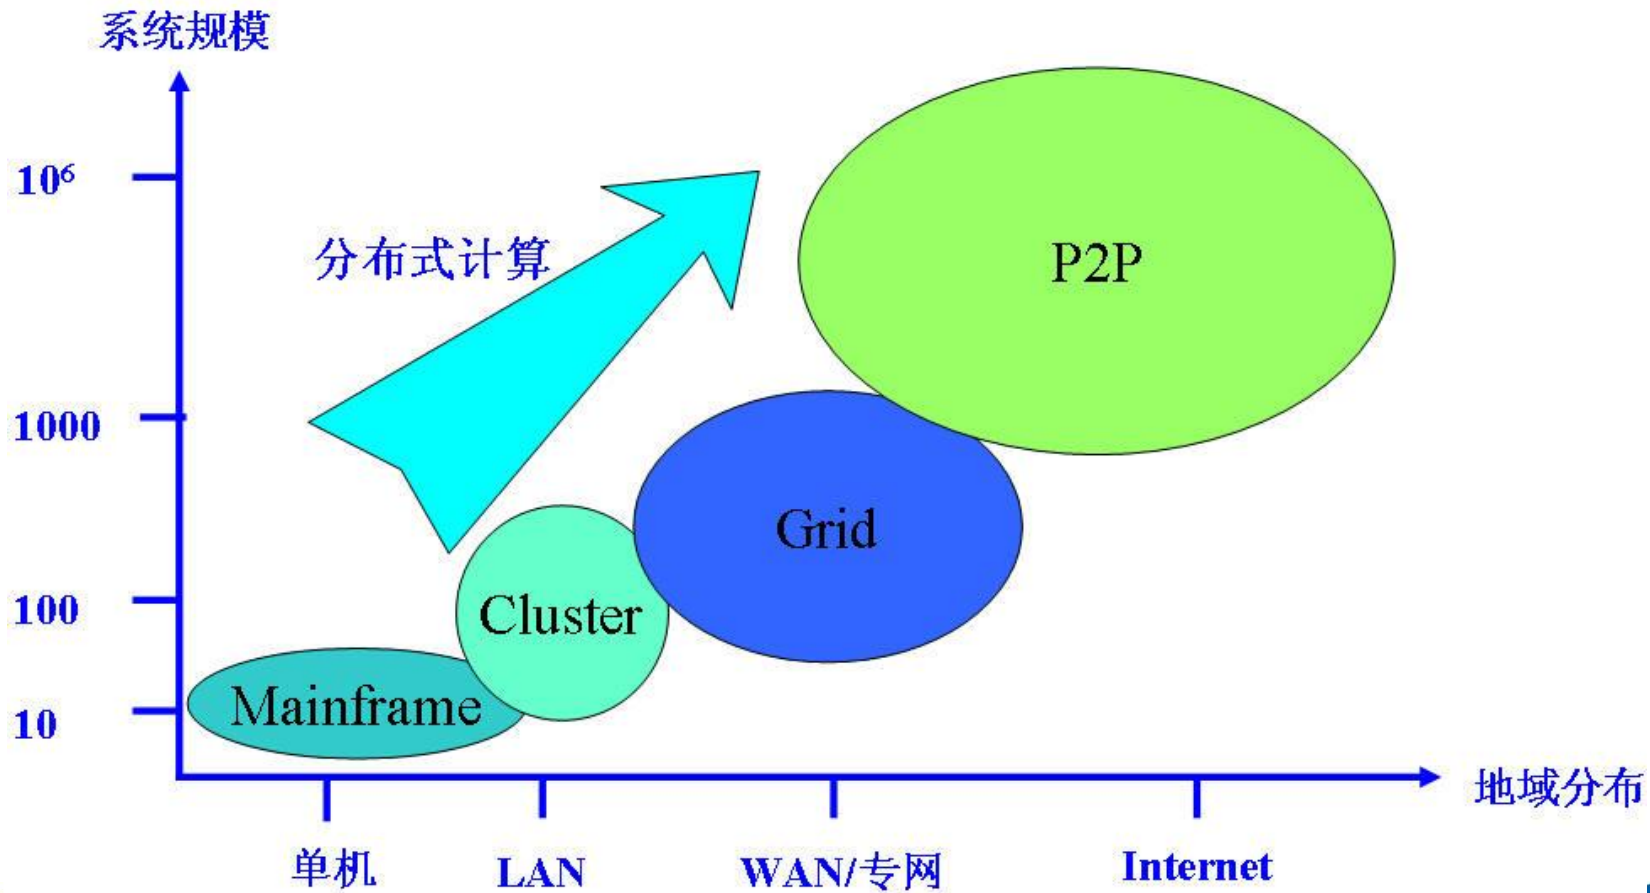 系统规模
10⁶
分布式计算
P2P
1000
Grid
100
Cluster
Mainframe
10
地域分布
单机
LAN
WAN/专网
Internet